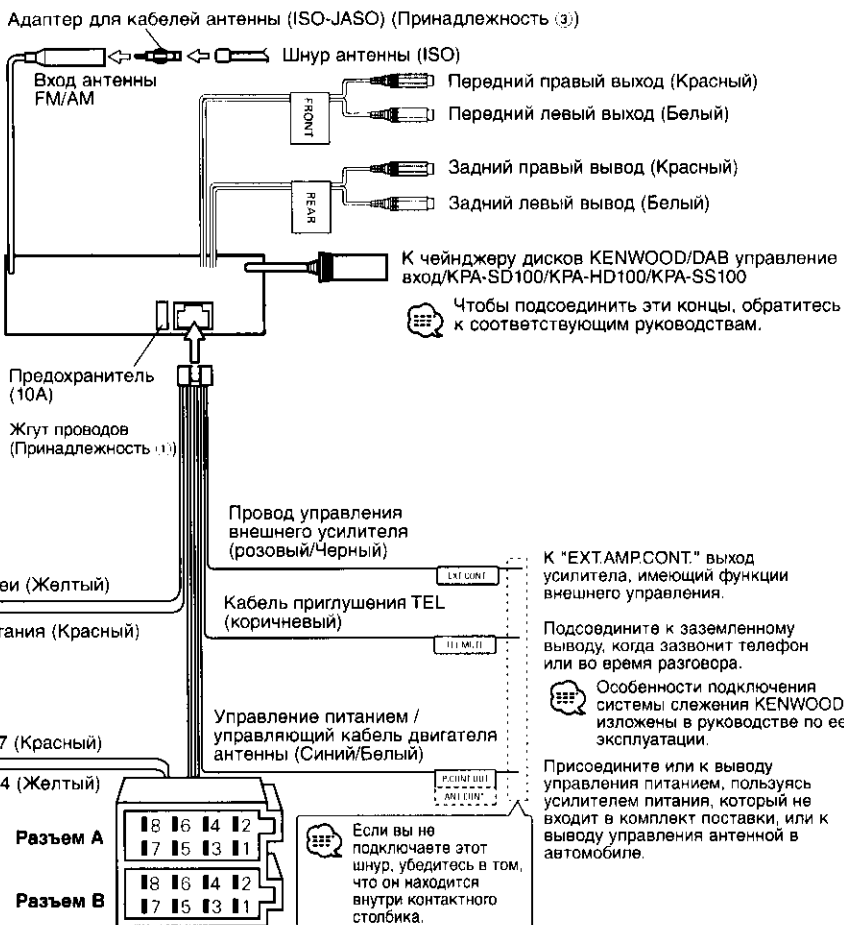 Адаптер для кабелей антенны (ISO-JASO) (Принадлежность ③)
Шнур антенны (ISO)
Вход антенны
FM/AM
FRONT
Передний правый выход (Красный)
Передний левый выход (Белый)
REAR
Задний правый вывод (Красный)
Задний левый вывод (Белый)
К чейнджеру дисков KENWOOD/DAB управление
вход/KPA-SD100/KPA-HD100/KPA-SS100
Чтобы подсоединить эти концы, обратитесь
к соответствующим руководствам.
Предохранитель
(10A)
Жгут проводов
(Принадлежность ①)
Провод управления
внешнего усилителя
(розовый/Черный)
EXT.CONT
К "EXT.AMP.CONT." выход
усилитела, имеющий функции
внешнего управления.
еи (Желтый)
Кабель приглушения TEL
(коричневый)
TEL MUTE
тания (Красный)
Подсоедините к заземленному
выводу, когда зазвонит телефон
или во время разговора.
Особенности подключения
системы слежения KENWOOD
изложены в руководстве по ее
эксплуатации.
Управление питанием /
управляющий кабель двигателя
антенны (Синий/Белый)
P.CONT OUT
ANT.CONT
Присоедините или к выводу
управления питанием, пользуясь
усилителем питания, который не
входит в комплект поставки, или к
выводу управления антенной в
автомобиле.
7 (Красный)
4 (Желтый)
Разъем A
8 6 4 2
7 5 3 1
Разъем B
8 6 4 2
7 5 3 1
Если вы не
подключаете этот
шнур, убедитесь в том,
что он находится
внутри контактного
столбика.